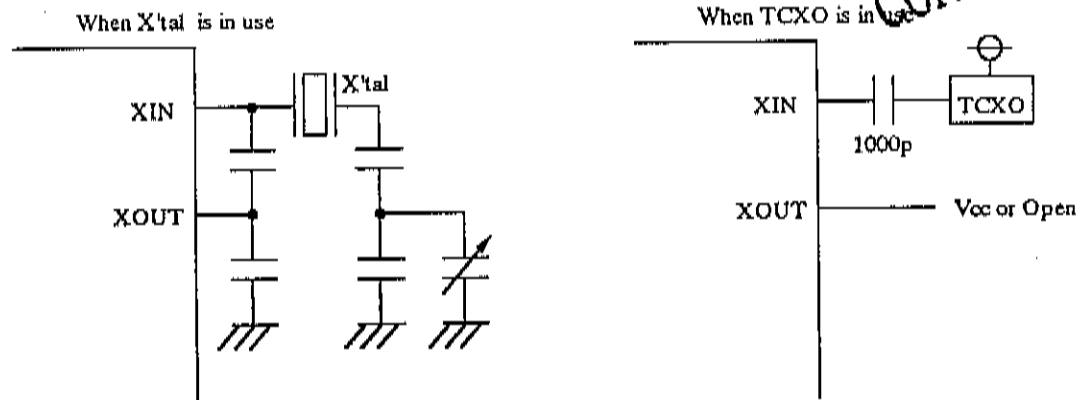 When X'tal is in use
X'tal
XIN
XOUT
When TCXO is in use
XIN
TCXO
1000p
XOUT
Vcc or Open